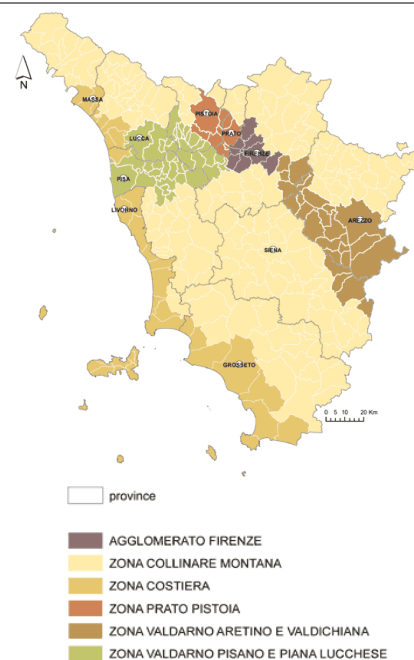 N
MASSA
PISTOIA
LUCCA
PRATO
FIRENZE
PISA
LIVORNO
AREZZO
SIENA
GROSSETO
0 5 10 20 Km
province
AGGLOMERATO FIRENZE
ZONA COLLINARE MONTANA
ZONA COSTIERA
ZONA PRATO PISTOIA
ZONA VALDARNO ARETINO E VALDICHIANA
ZONA VALDARNO PISANO E PIANA LUCCHESE